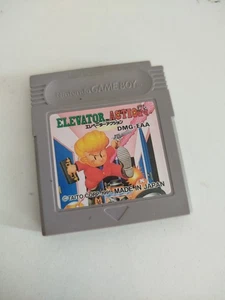 Nintendo GAME BOY
ELEVATOR ACTION
エレベーターアクション
DMG-EAA
© TAITO
MADE IN JAPAN